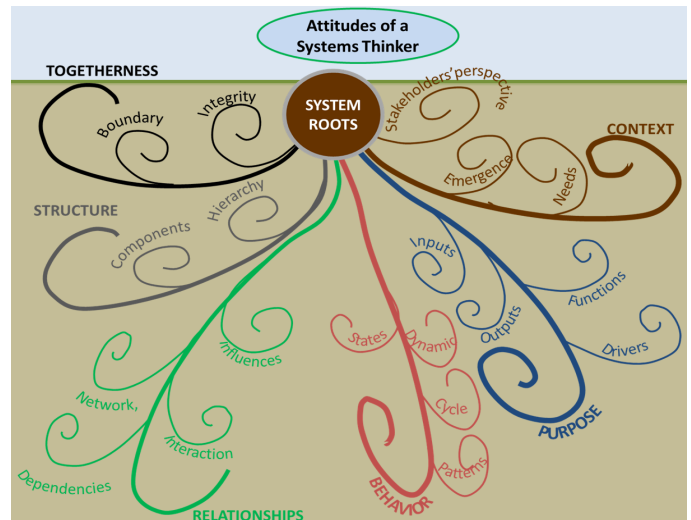 Attitudes of a
Systems Thinker
SYSTEM
ROOTS
TOGETHERNESS
Boundary
Integrity
STRUCTURE
Components
Hierarchy
RELATIONSHIPS
Influences
Network,
Interaction
Dependencies
BEHAVIOR
States
Dynamic
Cycle
Patterns
PURPOSE
Inputs
Outputs
Functions
Drivers
CONTEXT
Stakeholders' perspective
Emergence
Needs